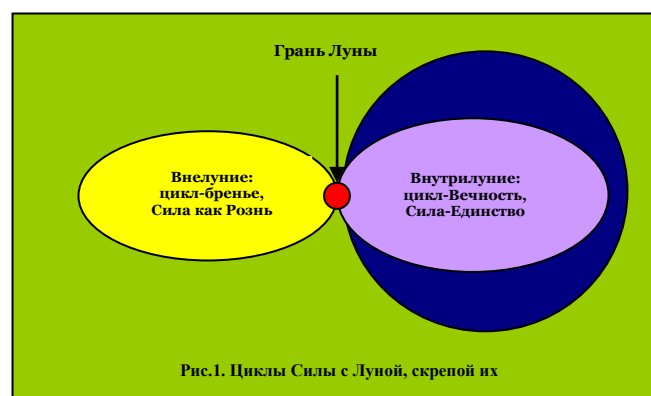 Грань Луны
Внелуние:
цикл-бренье,
Сила как Рознь
Внутрилуние:
цикл-Вечность,
Сила-Единство
Рис.1. Циклы Силы с Луной, скрепой их